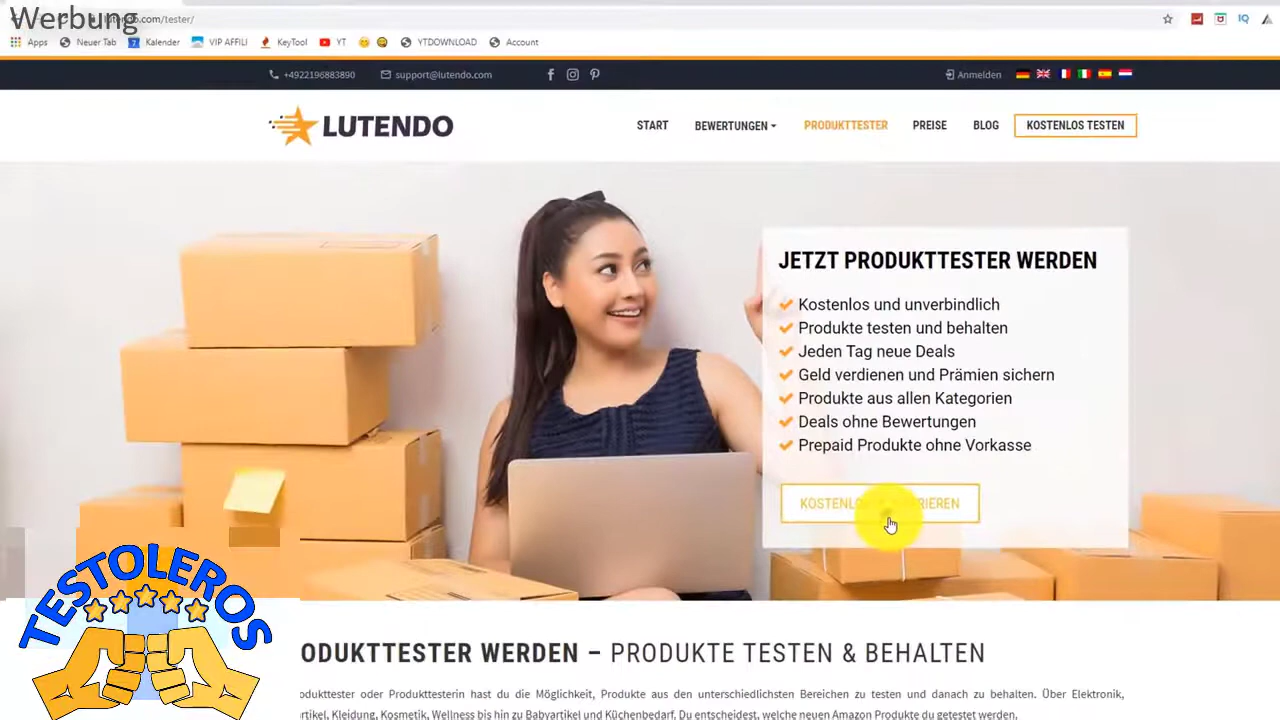 Werbung
lutendo.com/tester/
Apps Neuer Tab Kalender VIP AFFILI KeyTool YT YTDOWNLOAD Account
+4922196883890 support@lutendo.com Anmelden
LUTENDO
START BEWERTUNGEN PRODUKTTESTER PREISE BLOG KOSTENLOS TESTEN
JETZT PRODUKTTESTER WERDEN
Kostenlos und unverbindlich
Produkte testen und behalten
Jeden Tag neue Deals
Geld verdienen und Prämien sichern
Produkte aus allen Kategorien
Deals ohne Bewertungen
Prepaid Produkte ohne Vorkasse
TESTOLEROS
ODUKTTESTER WERDEN – PRODUKTE TESTEN & BEHALTEN
odukttester oder Produkttesterin hast du die Möglichkeit, Produkte aus den unterschiedlichsten Bereichen zu testen und danach zu behalten. Über Elektronik,
artikel, Kleidung, Kosmetik, Wellness bis hin zu Babyartikel und Küchenbedarf. Du entscheidest, welche neuen Amazon Produkte du getestet werden.